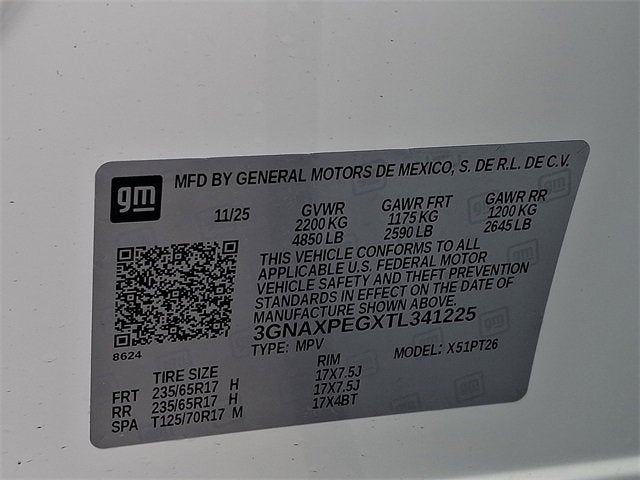 gm
MFD BY GENERAL MOTORS DE MEXICO, S. DE R.L. DE C.V.
11/25 GVWR GAWR FRT GAWR RR
2200 KG 1175 KG 1200 KG
4850 LB 2590 LB 2645 LB
THIS VEHICLE CONFORMS TO ALL
APPLICABLE U.S. FEDERAL MOTOR
VEHICLE SAFETY AND THEFT PREVENTION
STANDARDS IN EFFECT ON THE DATE OF
MANUFACTURE SHOWN ABOVE.
3GNAXPEGXTL341225
8624
TYPE: MPV MODEL: X51PT26
TIRE SIZE RIM
FRT 235/65R17 H 17X7.5J
RR 235/65R17 H 17X7.5J
SPA T125/70R17 M 17X4BT